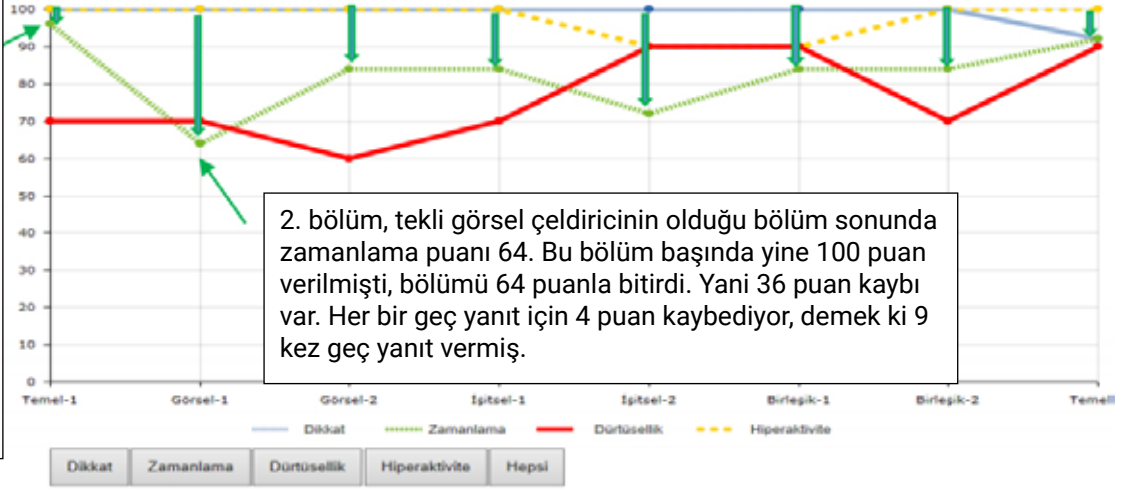 100
90
80
70
60
50
40
30
20
10
0
2. bölüm, tekli görsel çeldiricinin olduğu bölüm sonunda
zamanlama puanı 64. Bu bölüm başında yine 100 puan
verilmişti, bölümü 64 puanla bitirdi. Yani 36 puan kaybı
var. Her bir geç yanıt için 4 puan kaybediyor, demek ki 9
kez geç yanıt vermiş.
Temel-1 Görsel-1 Görsel-2 İşitsel-1 İşitsel-2 Birleşik-1 Birleşik-2 Temell
Dikkat Zamanlama Dürtüsellik Hiperaktivite
Dikkat Zamanlama Dürtüsellik Hiperaktivite Hepsi